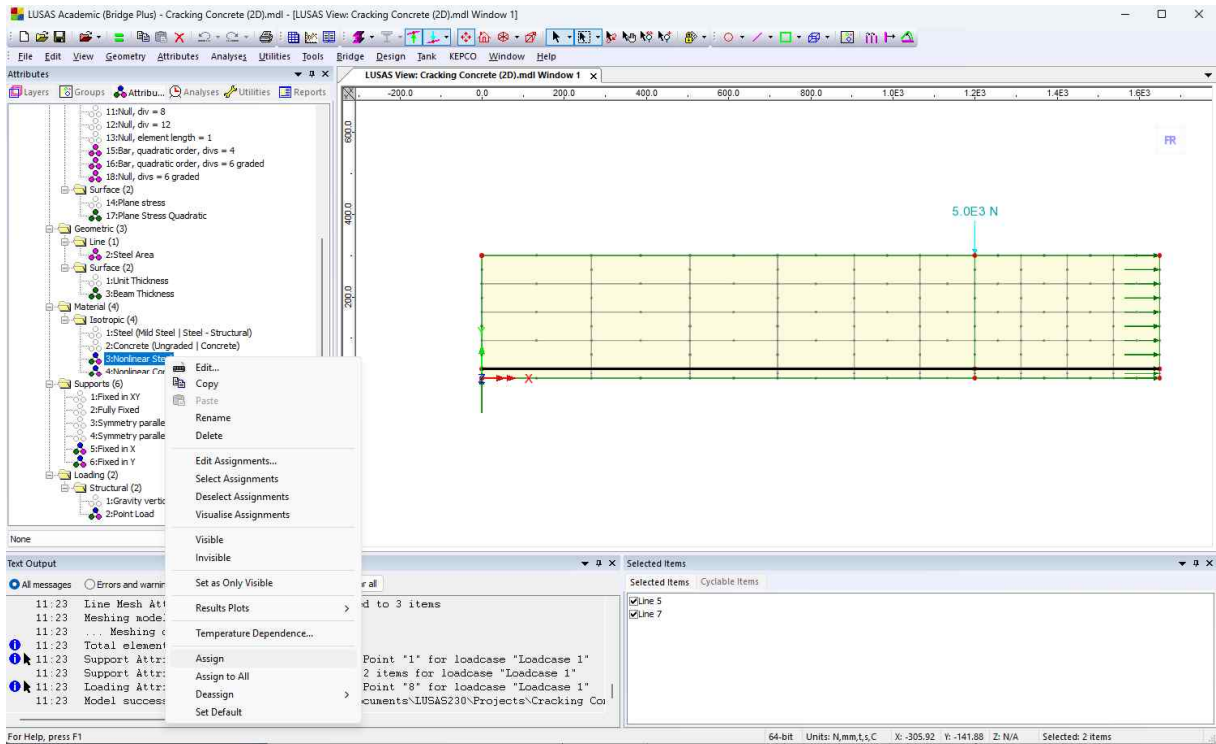 LUSAS Academic (Bridge Plus) - Cracking Concrete (2D).mdl - [LUSAS View: Cracking Concrete (2D).mdl Window 1]
File Edit View Geometry Attributes Analyses Utilities Tools Bridge Design Tank KEPCO Window Help
Attributes
Layers Groups Attribu... Analyses Utilities Reports
11:Null, div = 8
12:Null, div = 12
13:Null, element length = 1
15:Bar, quadratic order, divs = 4
16:Bar, quadratic order, divs = 6 graded
18:Null, divs = 6 graded
Surface (2)
14:Plane stress
17:Plane Stress Quadratic
Geometric (3)
Line (1)
2:Steel Area
Surface (2)
1:Unit Thickness
3:Beam Thickness
Material (4)
Isotropic (4)
1:Steel (Mild Steel | Steel - Structural)
2:Concrete (Ungraded | Concrete)
3:Nonlinear Steel
4:Nonlinear Con
Supports (6)
1:Fixed in XY
2:Fully Fixed
3:Symmetry paralle
4:Symmetry paralle
5:Fixed in X
6:Fixed in Y
Loading (2)
Structural (2)
1:Gravity vertic
2:Point Load
None
Edit...
Copy
Paste
Rename
Delete
Edit Assignments...
Select Assignments
Deselect Assignments
Visualise Assignments
Visible
Invisible
Set as Only Visible
Results Plots
Temperature Dependence...
Assign
Assign to All
Deassign
Set Default
LUSAS View: Cracking Concrete (2D).mdl Window 1
-200.0 0.0 200.0 400.0 600.0 800.0 1.0E3 1.2E3 1.4E3 1.6E3
600.0
400.0
200.0
FR
5.0E3 N
X
Text Output
All messages Errors and warnin r all
11:23 Line Mesh Att d to 3 items
11:23 Meshing mode
11:23 ... Meshing
11:23 Total element
11:23 Support Attr Point "1" for loadcase "Loadcase 1"
11:23 Support Attr 2 items for loadcase "Loadcase 1"
11:23 Loading Attr Point "8" for loadcase "Loadcase 1"
11:23 Model success cuments\LUSAS230\Projects\Cracking Co
Selected Items
Selected Items Cyclable Items
Line 5
Line 7
For Help, press F1
64-bit Units: N,mm,t,s,C X: -305.92 Y: -141.88 Z: N/A Selected: 2 items